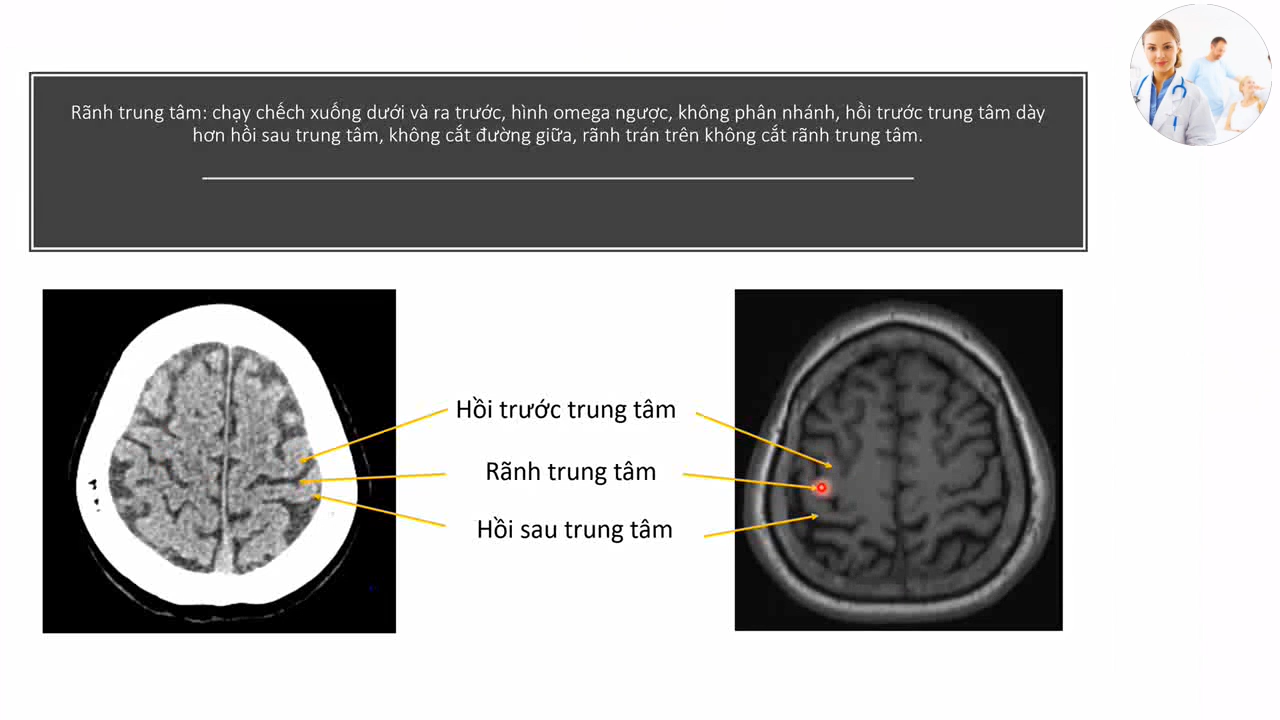 Rãnh trung tâm: chạy chếch xuống dưới và ra trước, hình omega ngược, không phân nhánh, hồi trước trung tâm dày
hơn hồi sau trung tâm, không cắt đường giữa, rãnh trán trên không cắt rãnh trung tâm.
Hồi trước trung tâm
Rãnh trung tâm
Hồi sau trung tâm